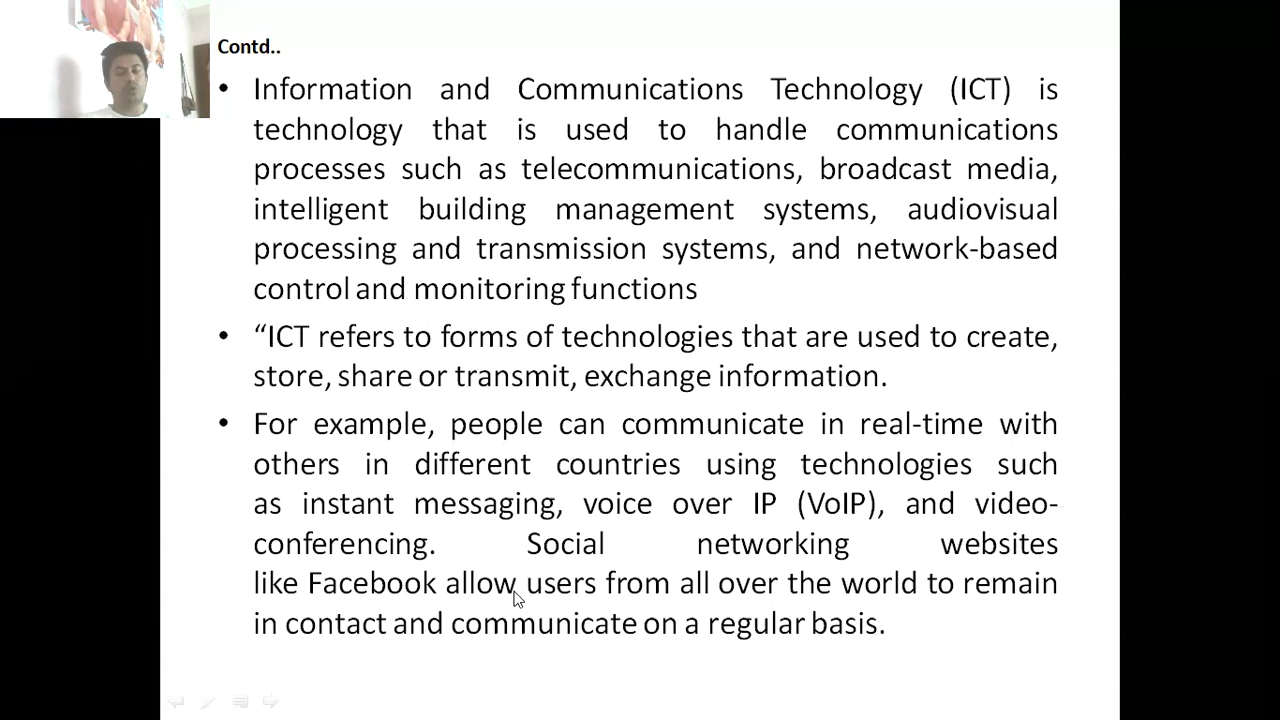 Contd..
• Information and Communications Technology (ICT) is
technology that is used to handle communications
processes such as telecommunications, broadcast media,
intelligent building management systems, audiovisual
processing and transmission systems, and network-based
control and monitoring functions
• “ICT refers to forms of technologies that are used to create,
store, share or transmit, exchange information.
• For example, people can communicate in real-time with
others in different countries using technologies such
as instant messaging, voice over IP (VoIP), and video-
conferencing. Social networking websites
like Facebook allow users from all over the world to remain
in contact and communicate on a regular basis.